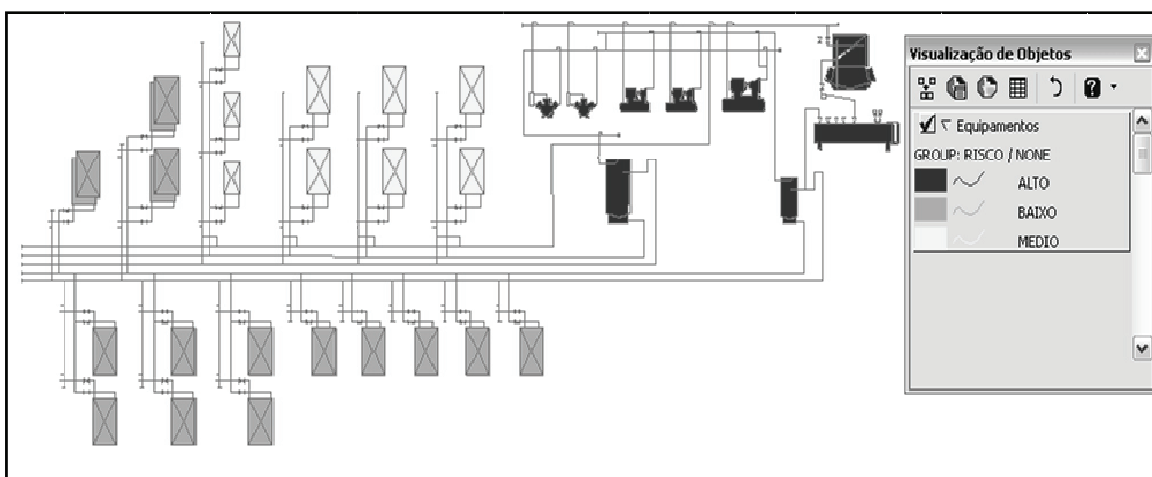 Visualização de Objetos
Equipamentos
GROUP: RISCO / NONE
ALTO
BAIXO
MEDIO